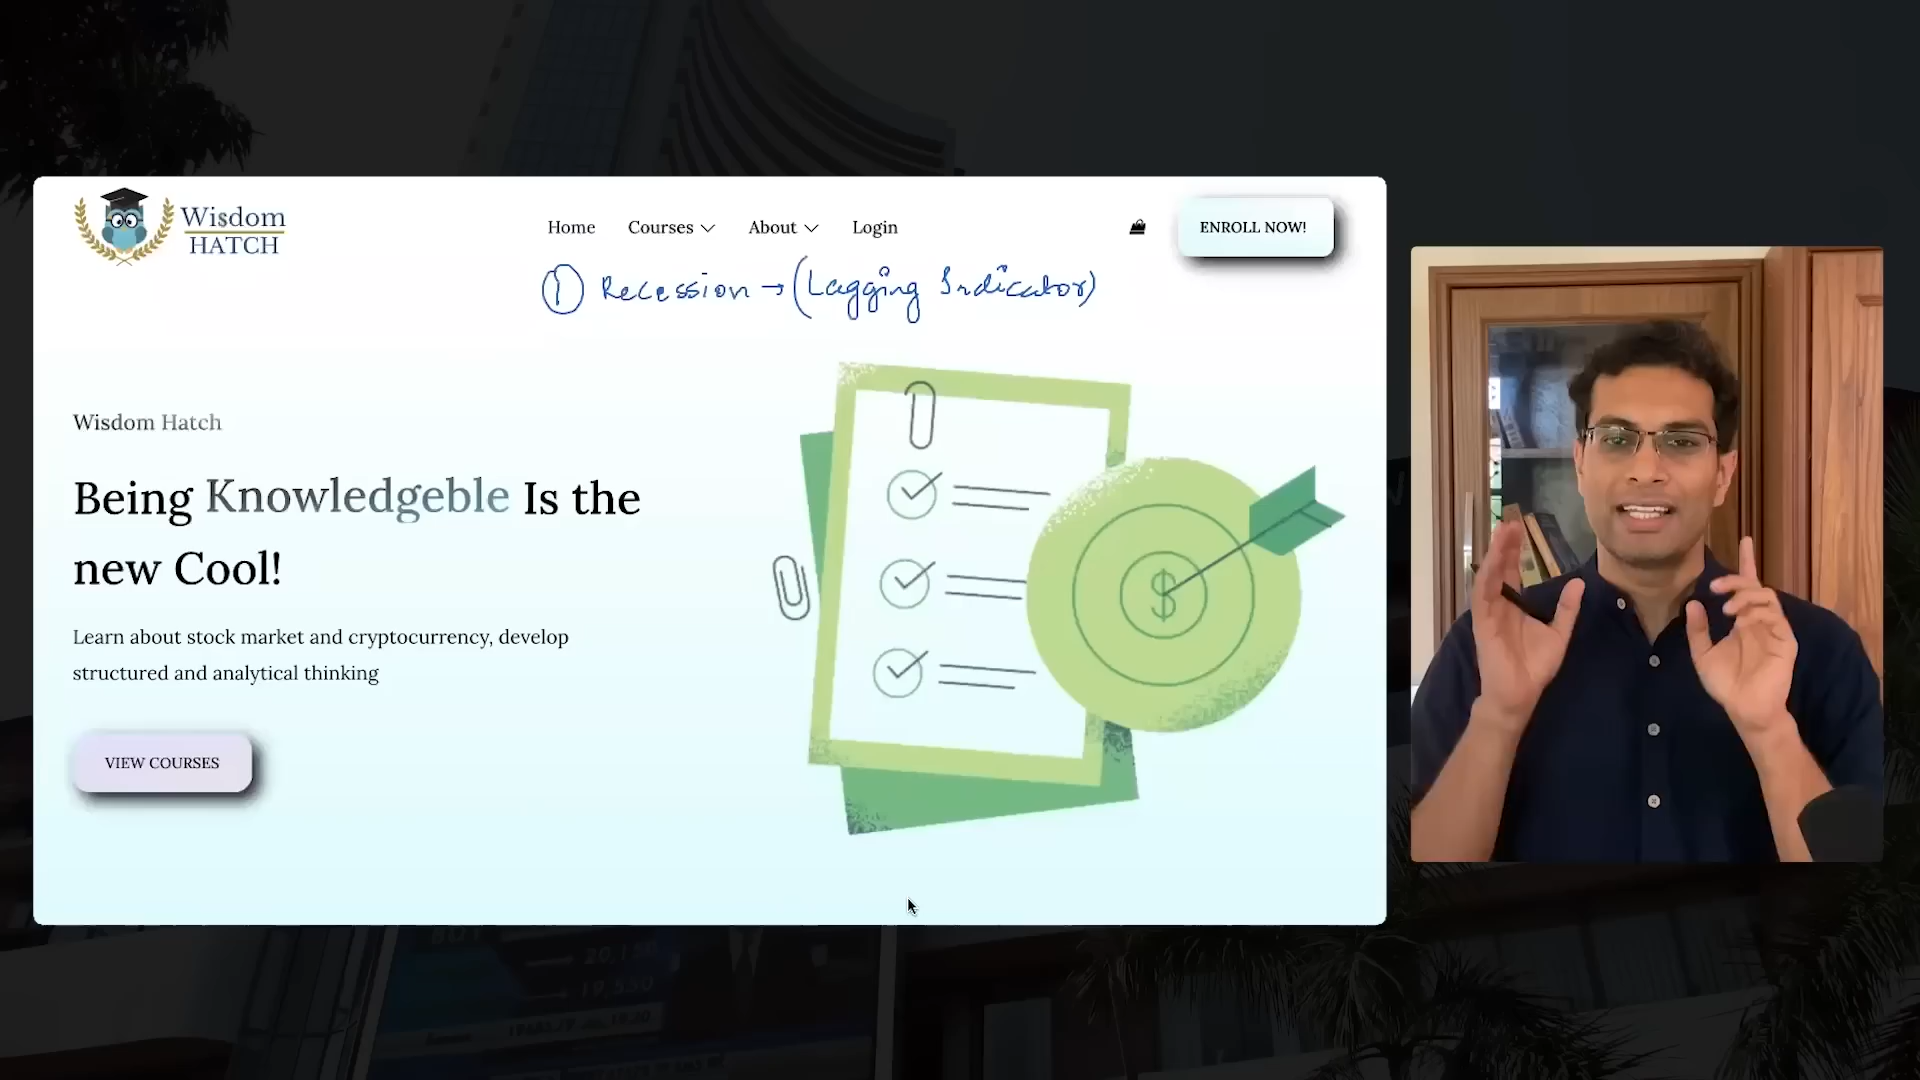 Wisdom
HATCH
Home Courses About Login
ENROLL NOW!
① Recession → (Lagging Indicator)
Wisdom Hatch
Being Knowledgeble Is the
new Cool!
Learn about stock market and cryptocurrency, develop
structured and analytical thinking
VIEW COURSES
$